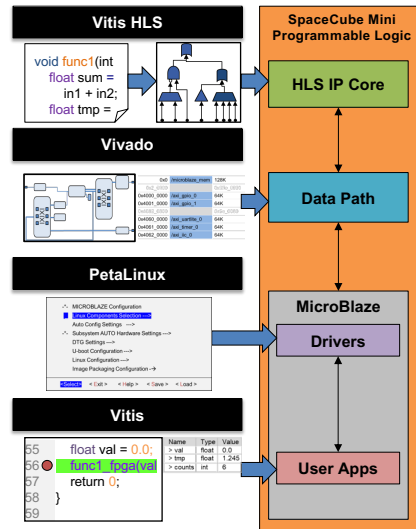 Vitis HLS
void func1(int
float sum =
in1 + in2;
float tmp =
SpaceCube Mini
Programmable Logic
HLS IP Core
Vivado
0x0 /microblaze_mem 128K
0x4000_0000 /axi_gpio_0 64K
0x4001_0000 /axi_gpio_1 64K
0x4060_0000 /axi_uartlite_0 64K
0x4061_0000 /axi_timer_0 64K
0x4062_0000 /axi_tic_0 64K
Data Path
PetaLinux
-*- MICROBLAZE Configuration
Linux Components Selection --->
Auto Config Settings --->
-*- Subsystem AUTO Hardware Settings--->
DTG Settings--->
U-boot Configuration--->
Linux Configuration--->
Image Packaging Configuration->
<Select> < Exit > < Help > < Save > < Load >
MicroBlaze
Drivers
Vitis
55 float val = 0.0;
56 func1_fpga(val
57 return 0;
58 }
59
Name Type Value
> val float 0.0
> tmp float 1.245
> counts int 6
User Apps